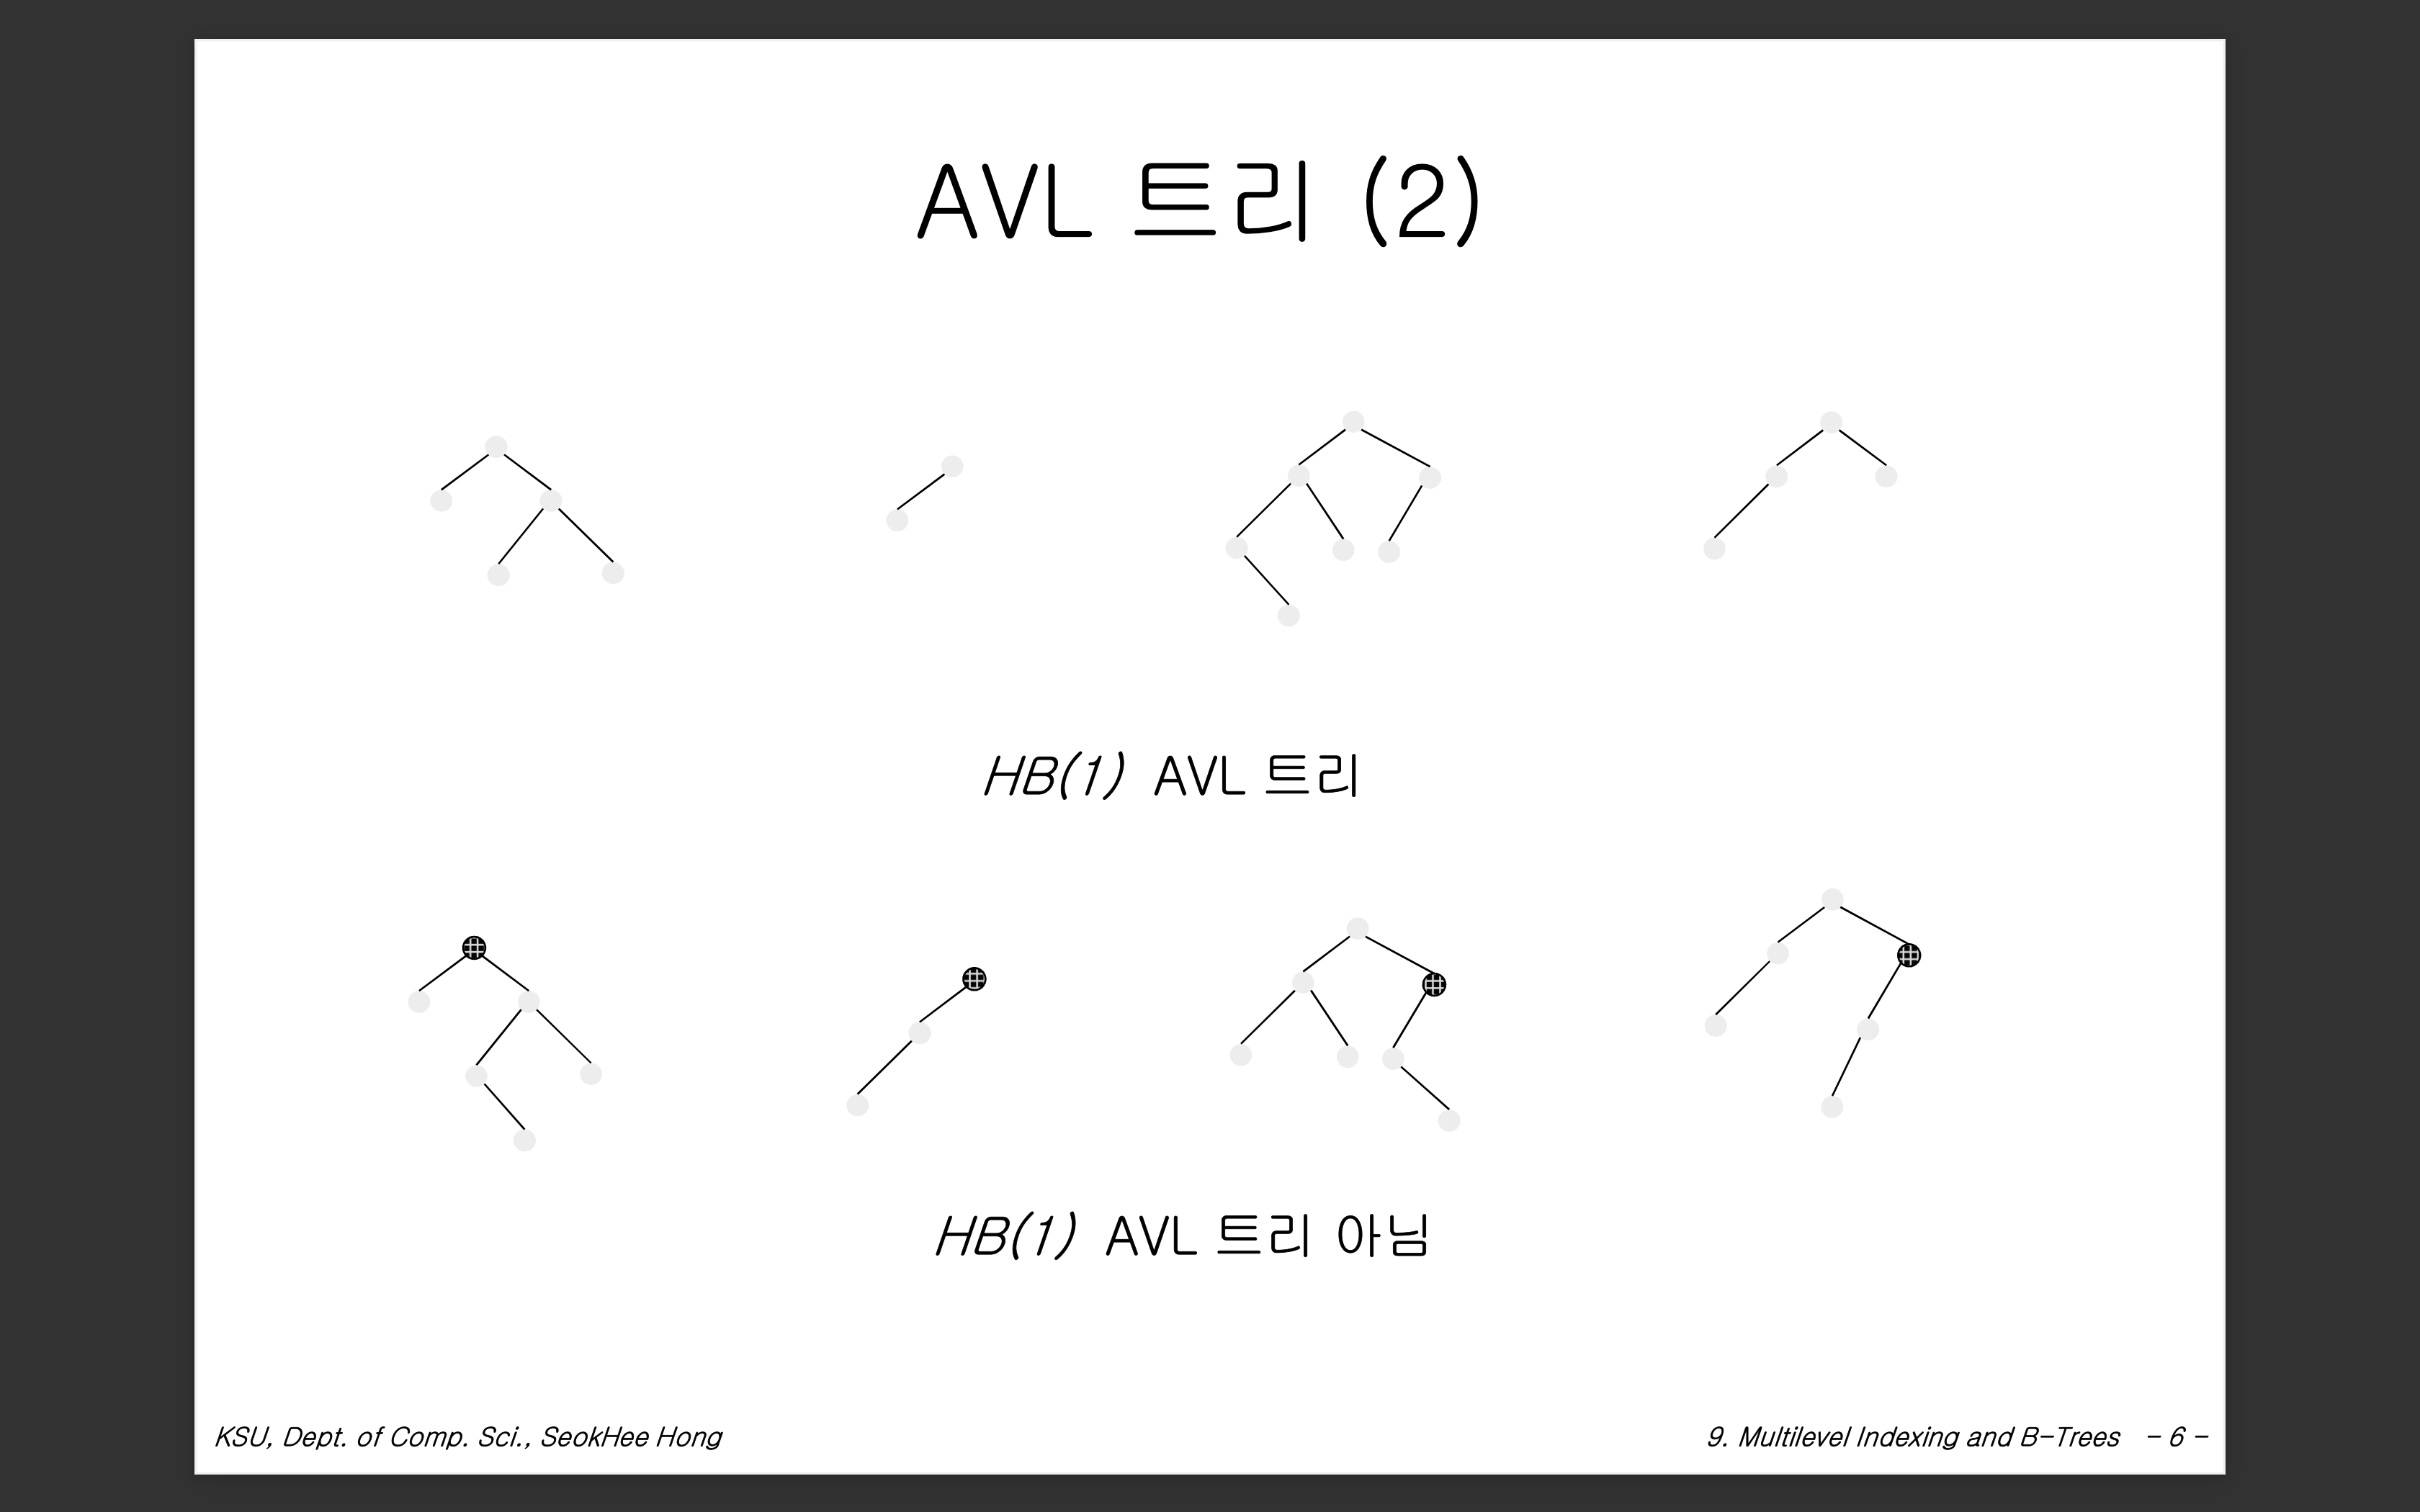 AVL 트리 (2)
HB(1) AVL 트리
HB(1) AVL 트리 아님
KSU, Dept. of Comp. Sci., SeokHee Hong
9. Multilevel Indexing and B-Trees - 6 -